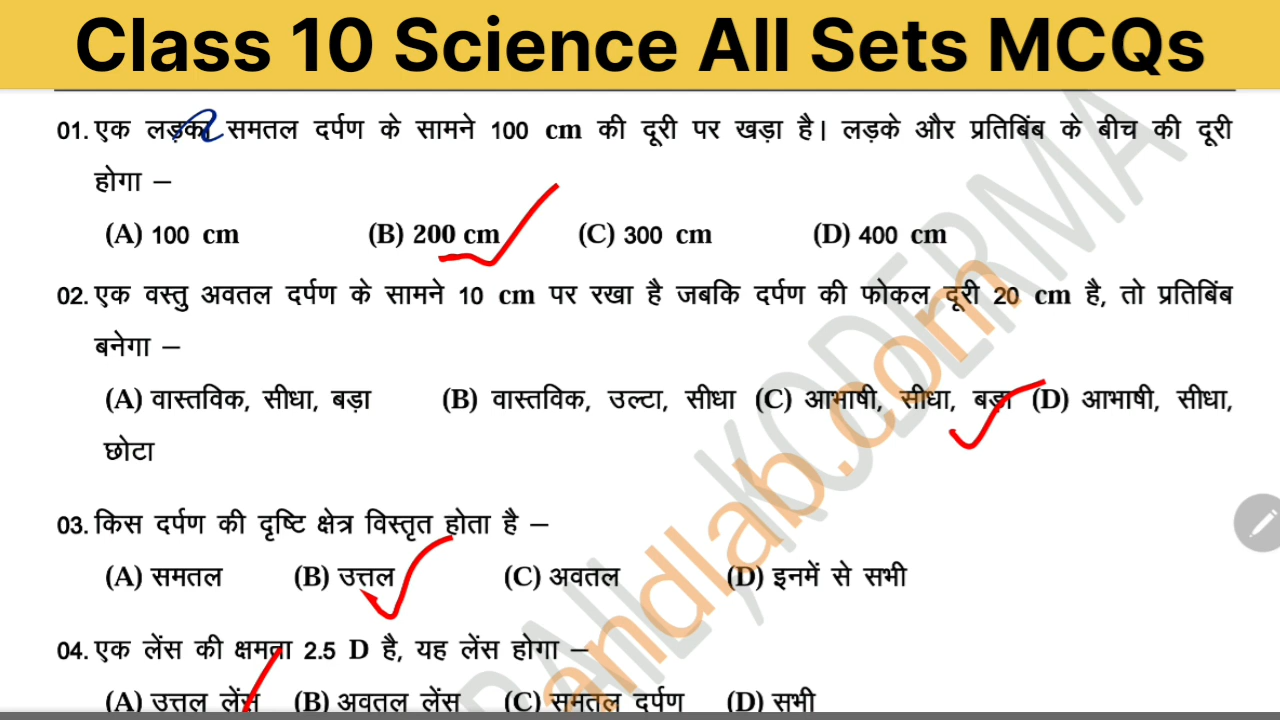 Class 10 Science All Sets MCQs
01. एक लड़का समतल दर्पण के सामने 100 cm की दूरी पर खड़ा है। लड़के और प्रतिबिंब के बीच की दूरी
होगा –
(A) 100 cm (B) 200 cm (C) 300 cm (D) 400 cm
02. एक वस्तु अवतल दर्पण के सामने 10 cm पर रखा है जबकि दर्पण की फोकल दूरी 20 cm है, तो प्रतिबिंब
बनेगा –
(A) वास्तविक, सीधा, बड़ा (B) वास्तविक, उल्टा, सीधा (C) आभाषी, सीधा, बड़ा (D) आभाषी, सीधा,
छोटा
03. किस दर्पण की दृष्टि क्षेत्र विस्तृत होता है –
(A) समतल (B) उत्तल (C) अवतल (D) इनमें से सभी
04. एक लेंस की क्षमता 2.5 D है, यह लेंस होगा –
(A) उत्तल लेंस (B) अवतल लेंस (C) समतल दर्पण (D) सभी
andlab.com
KODERMA